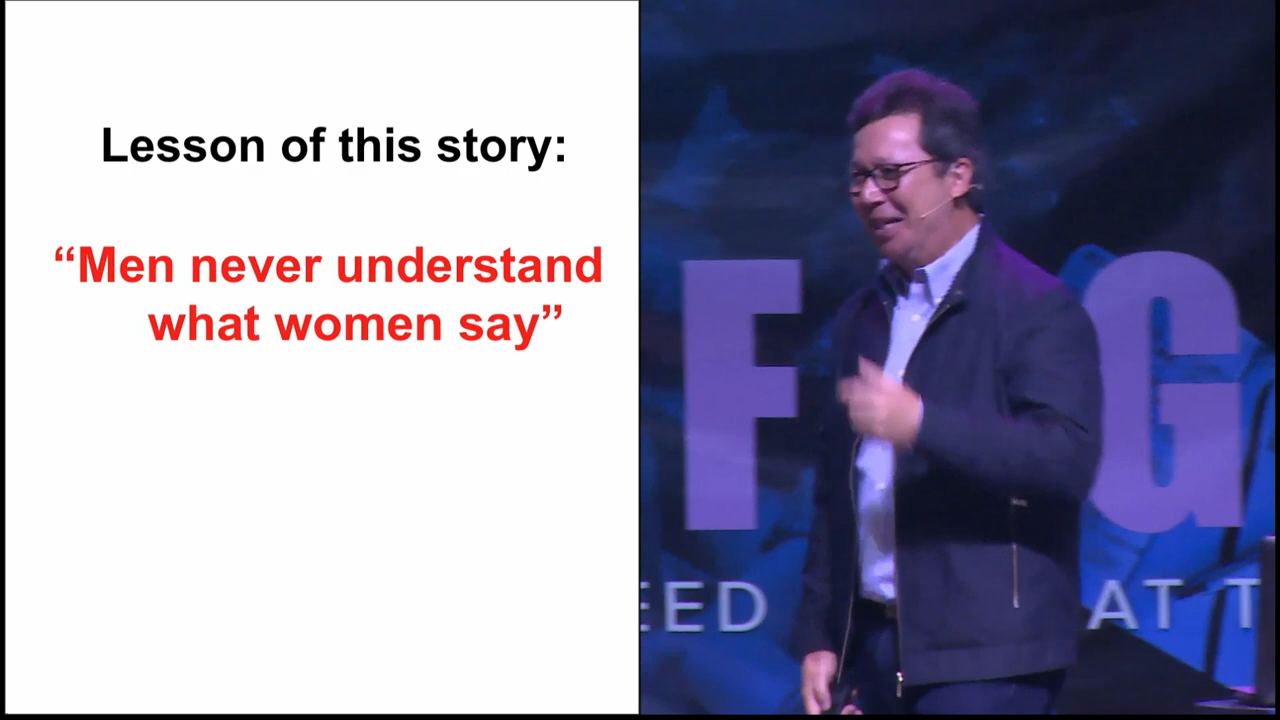 Lesson of this story:
“Men never understand
what women say”
F G
EED AT T